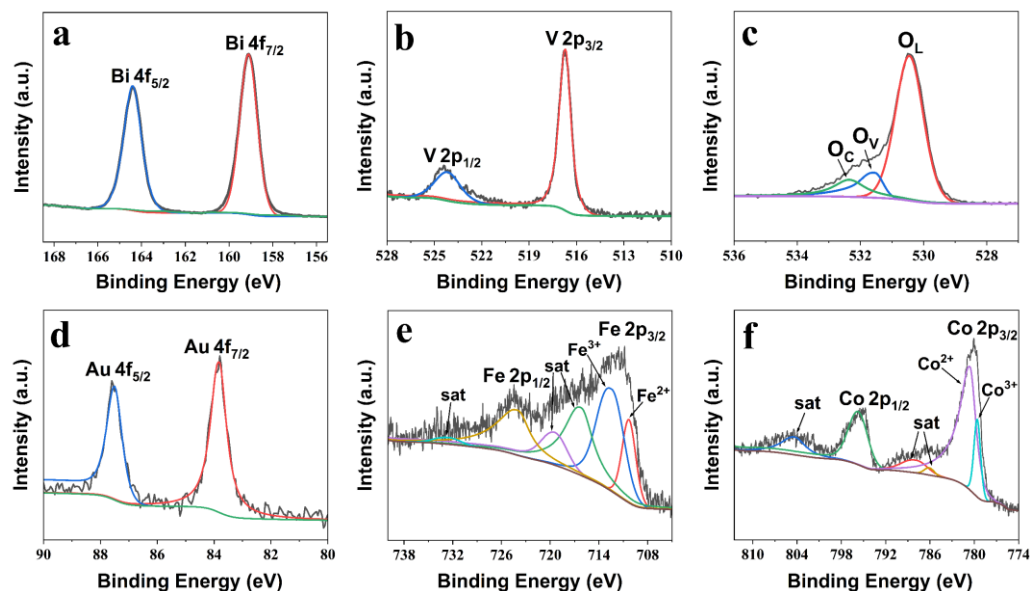 a
Bi 4f7/2
Bi 4f5/2
Intensity (a.u.)
168 166 164 162 160 158 156
Binding Energy (eV)
b
V 2p3/2
V 2p1/2
Intensity (a.u.)
528 525 522 519 516 513 510
Binding Energy (eV)
c
OL
OV
OC
Intensity (a.u.)
536 534 532 530 528
Binding Energy (eV)
d
Au 4f7/2
Au 4f5/2
Intensity (a.u.)
90 88 86 84 82 80
Binding Energy (eV)
e
Fe 2p3/2
Fe3+
sat
Fe 2p1/2
Fe2+
sat
Intensity (a.u.)
738 732 726 720 714 708
Binding Energy (eV)
f
Co 2p3/2
Co2+
Co3+
Co 2p1/2
sat
sat
Intensity (a.u.)
810 804 798 792 786 780 774
Binding Energy (eV)